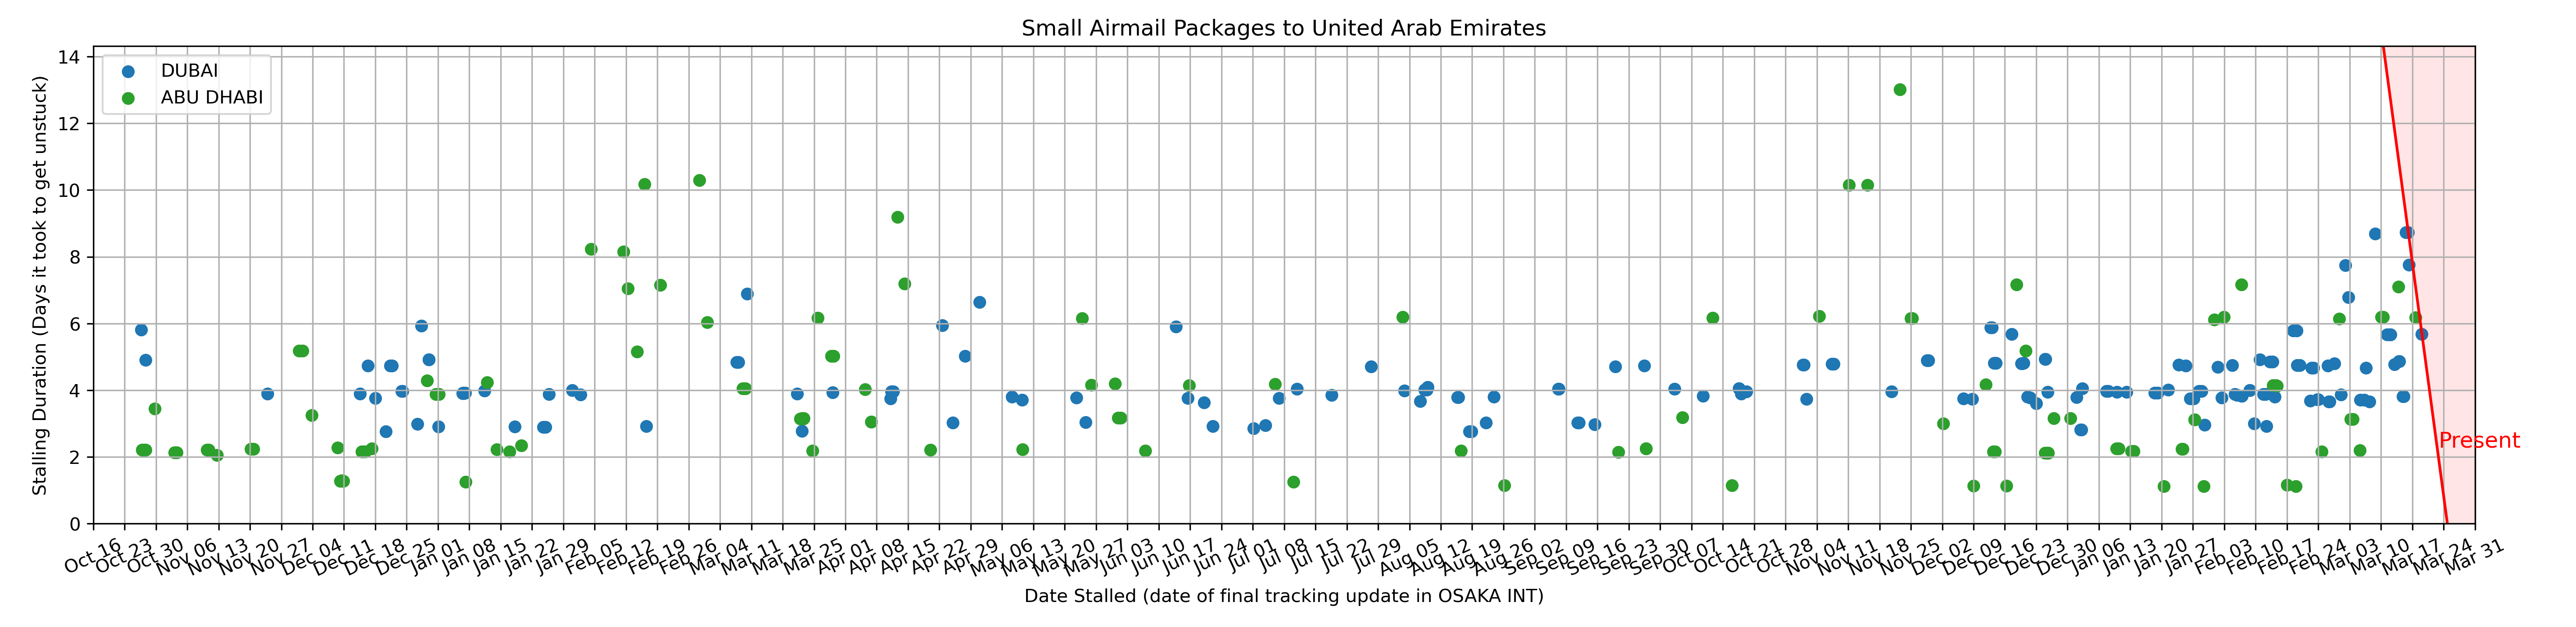 Small Airmail Packages to United Arab Emirates
DUBAI
ABU DHABI
14
12
10
8
6
4
2
0
Stalling Duration (Days it took to get unstuck)
Present
Oct 16
Oct 23
Oct 30
Nov 06
Nov 13
Nov 20
Nov 27
Dec 04
Dec 11
Dec 18
Dec 25
Jan 01
Jan 08
Jan 15
Jan 22
Jan 29
Feb 05
Feb 12
Feb 19
Feb 26
Mar 04
Mar 11
Mar 18
Mar 25
Apr 01
Apr 08
Apr 15
Apr 22
Apr 29
May 06
May 13
May 20
May 27
Jun 03
Jun 10
Jun 17
Jun 24
Jul 01
Jul 08
Jul 15
Jul 22
Jul 29
Aug 05
Aug 12
Aug 19
Aug 26
Sep 02
Sep 09
Sep 16
Sep 23
Sep 30
Oct 07
Oct 14
Oct 21
Oct 28
Nov 04
Nov 11
Nov 18
Nov 25
Dec 02
Dec 09
Dec 16
Dec 23
Dec 30
Jan 06
Jan 13
Jan 20
Jan 27
Feb 03
Feb 10
Feb 17
Feb 24
Mar 03
Mar 10
Mar 17
Mar 24
Mar 31
Date Stalled (date of final tracking update in OSAKA INT)